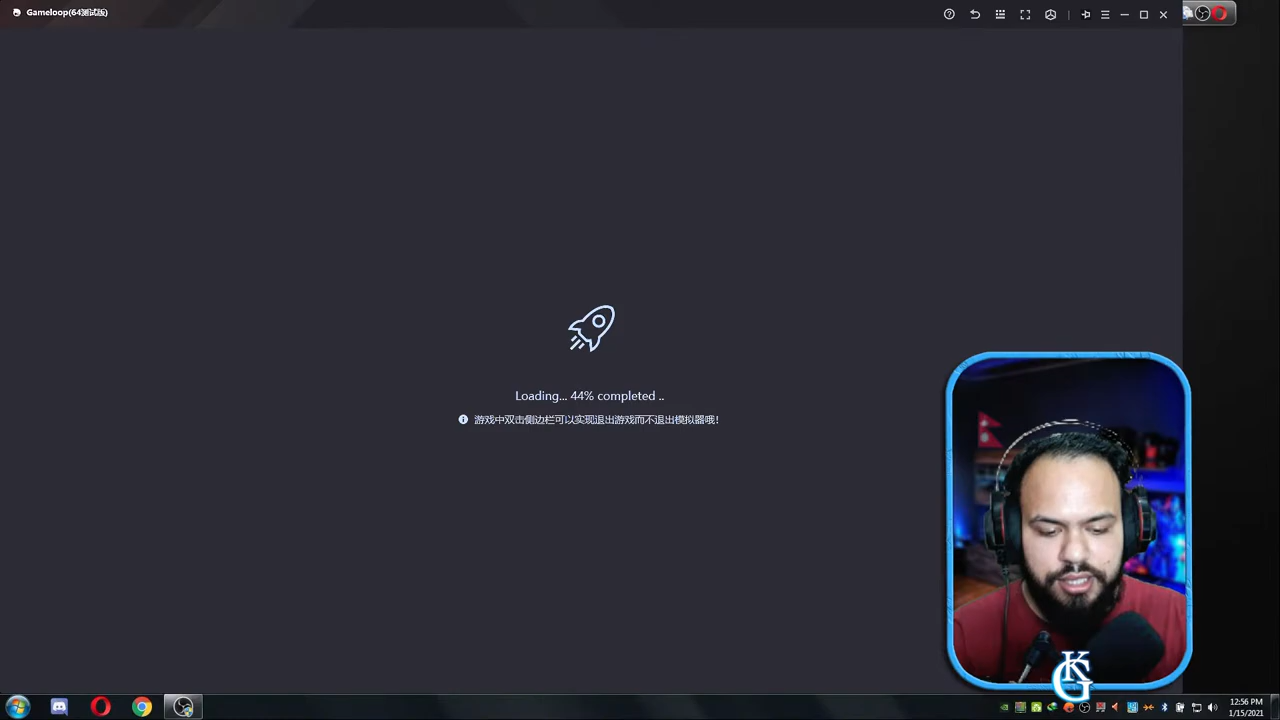 Gameloop(64测试版)
Loading... 44% completed ..
游戏中双击侧边栏可以实现退出游戏而不退出模拟器哦!
KG
12:56 PM
1/15/2021